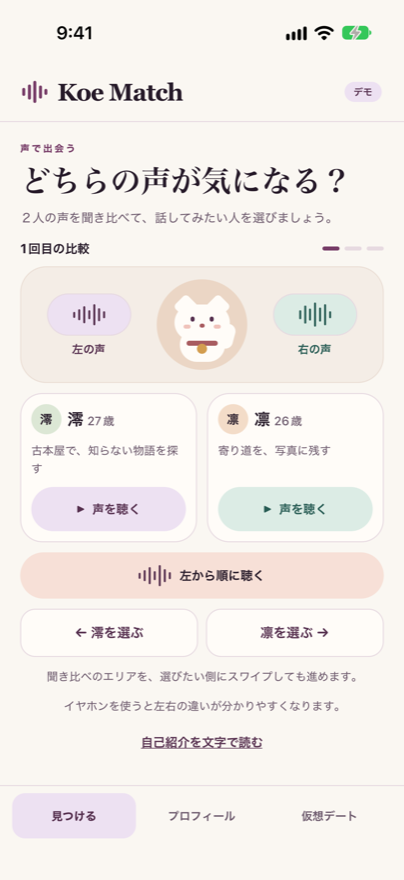 9:41
Koe Match
デモ
声で出会う
どちらの声が気になる？
2人の声を聞き比べて、話してみたい人を選びましょう。
1回目の比較
左の声
右の声
澪 澪 27歳
古本屋で、知らない物語を探
す
▶ 声を聴く
凛 凛 26歳
寄り道を、写真に残す
▶ 声を聴く
左から順に聴く
← 澪を選ぶ
凛を選ぶ →
聞き比べのエリアを、選びたい側にスワイプしても進めます。
イヤホンを使うと左右の違いが分かりやすくなります。
自己紹介を文字で読む
見つける
プロフィール
仮想デート